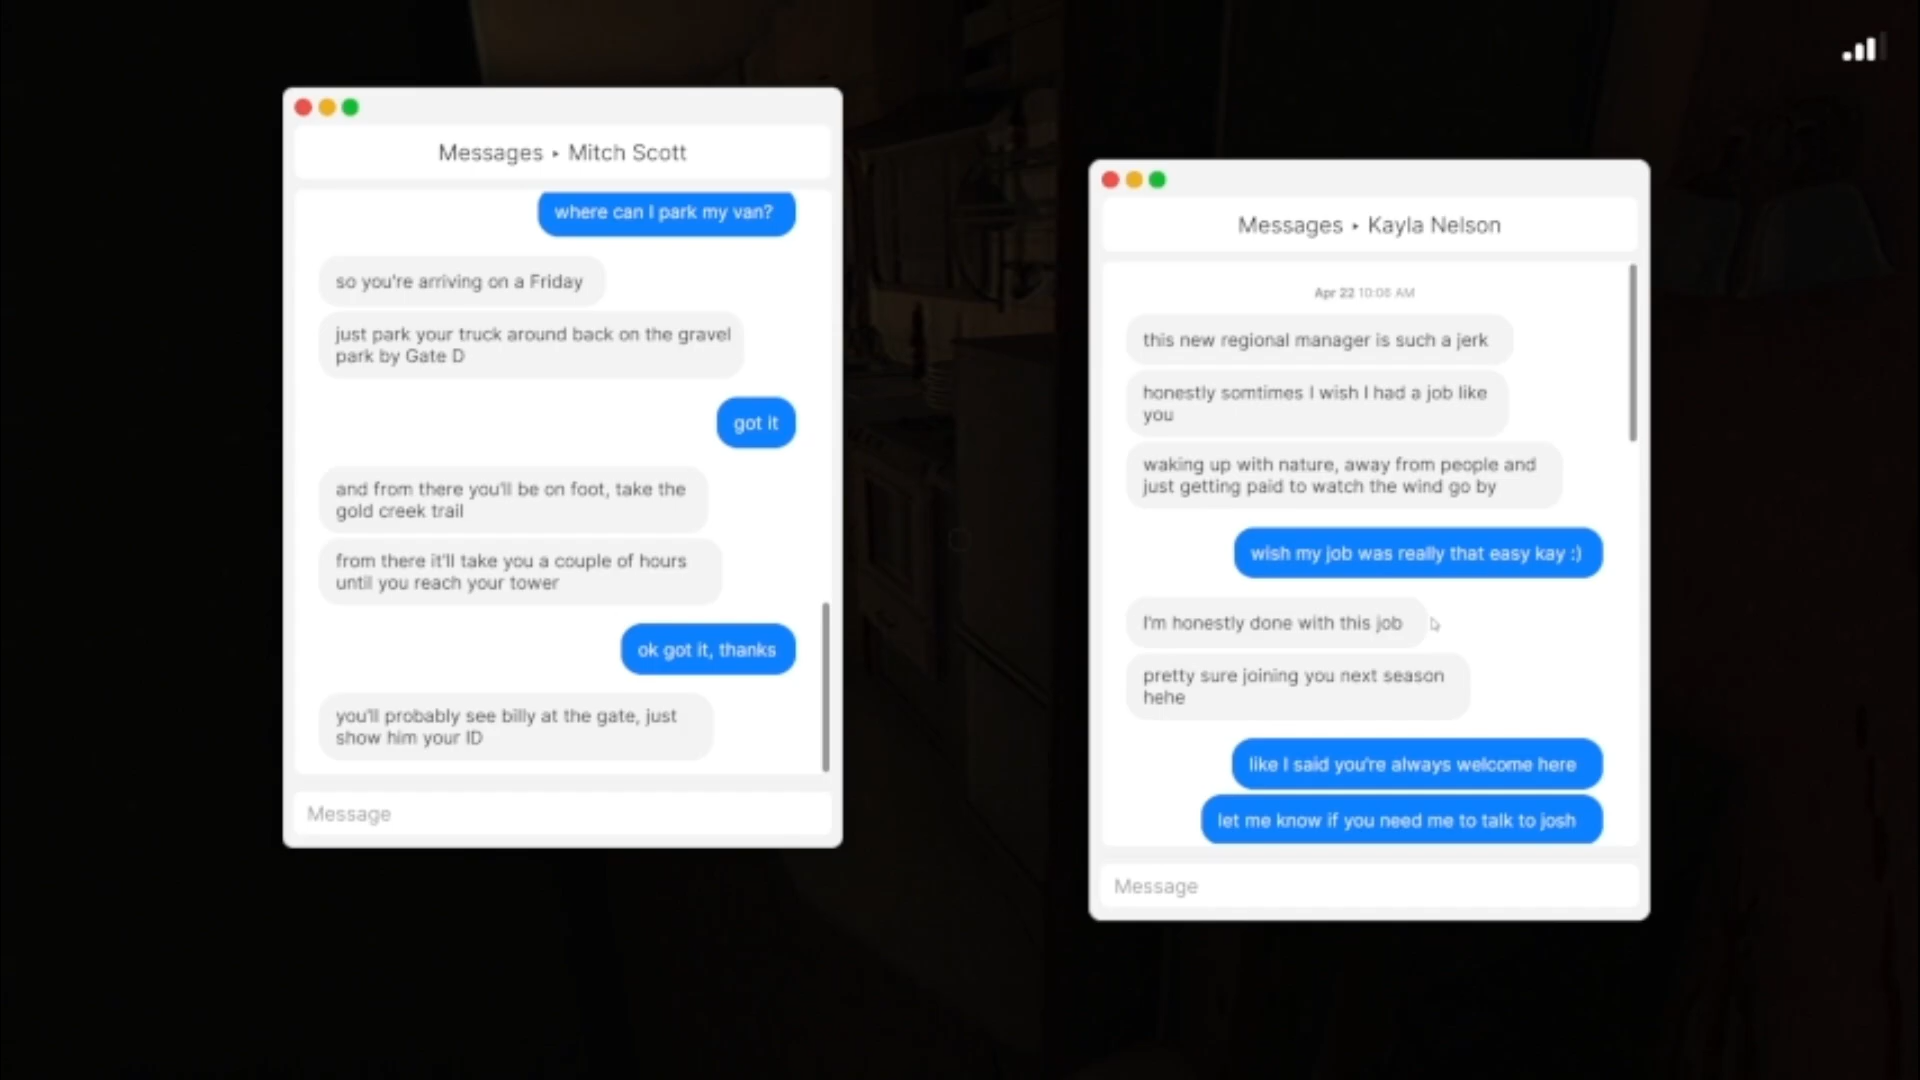 Messages ▸ Mitch Scott
where can I park my van?
so you're arriving on a Friday
just park your truck around back on the gravel
park by Gate D
got it
and from there you'll be on foot, take the
gold creek trail
from there it'll take you a couple of hours
until you reach your tower
ok got it, thanks
you'll probably see billy at the gate, just
show him your ID
Message
Messages ▸ Kayla Nelson
Apr 22 10:06 AM
this new regional manager is such a jerk
honestly somtimes I wish I had a job like
you
waking up with nature, away from people and
just getting paid to watch the wind go by
wish my job was really that easy kay :)
I'm honestly done with this job
pretty sure joining you next season
hehe
like I said you're always welcome here
let me know if you need me to talk to josh
Message